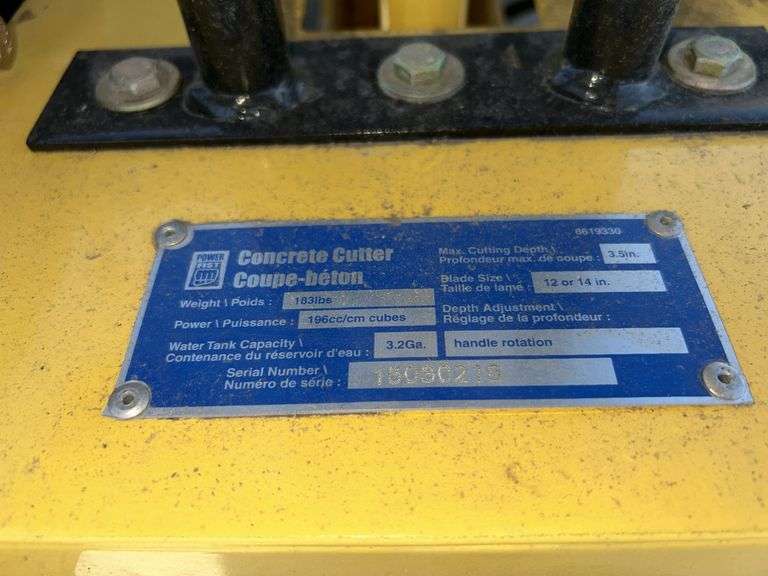 POWER FIST
Concrete Cutter
Coupe-béton
8619330
Weight \ Poids : 183lbs
Power \ Puissance : 196cc/cm cubes
Water Tank Capacity \
Contenance du réservoir d'eau : 3.2Ga.
Max. Cutting Depth \
Profondeur max. de coupe : 3.5in.
Blade Size \
Taille de lame : 12 or 14 in.
Depth Adjustment \
Réglage de la profondeur :
handle rotation
Serial Number \
Numéro de série :